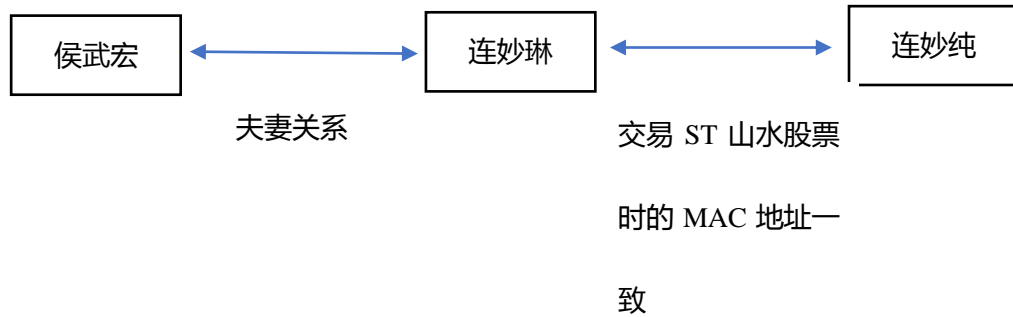 侯武宏
连妙琳
连妙纯
夫妻关系
交易 ST 山水股票
时的 MAC 地址一
致